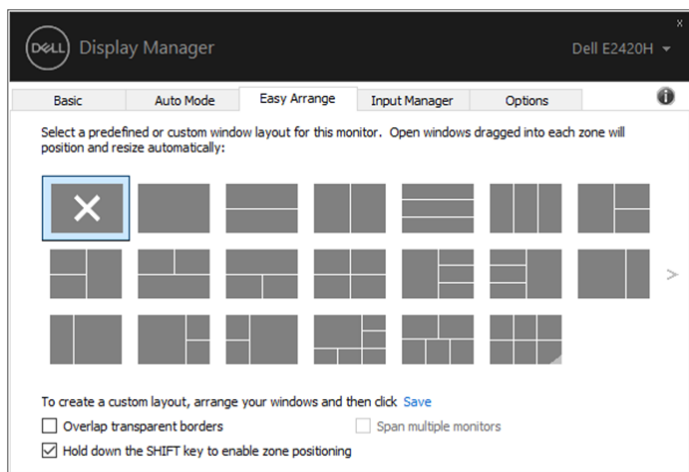 x
DELL Display Manager Dell E2420H
Basic Auto Mode Easy Arrange Input Manager Options i
Select a predefined or custom window layout for this monitor. Open windows dragged into each zone will
position and resize automatically:
>
To create a custom layout, arrange your windows and then click Save
Overlap transparent borders Span multiple monitors
Hold down the SHIFT key to enable zone positioning